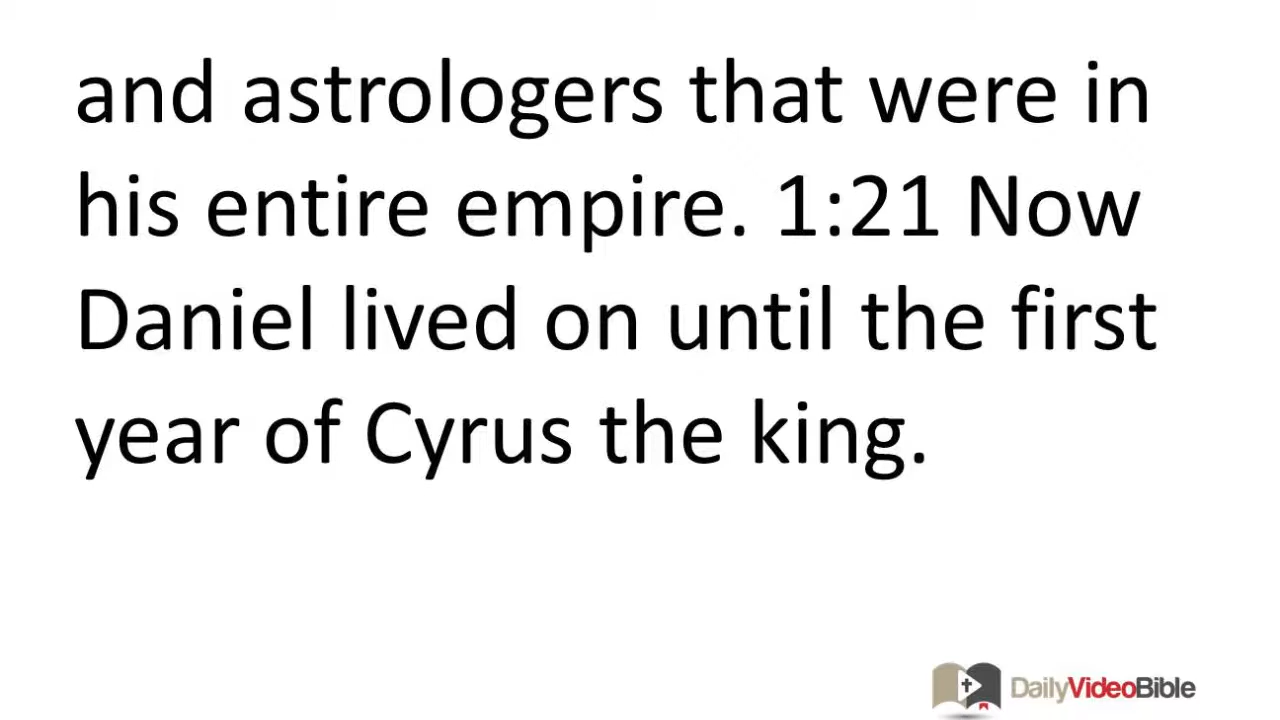 and astrologers that were in
his entire empire. 1:21 Now
Daniel lived on until the first
year of Cyrus the king.
DailyVideoBible